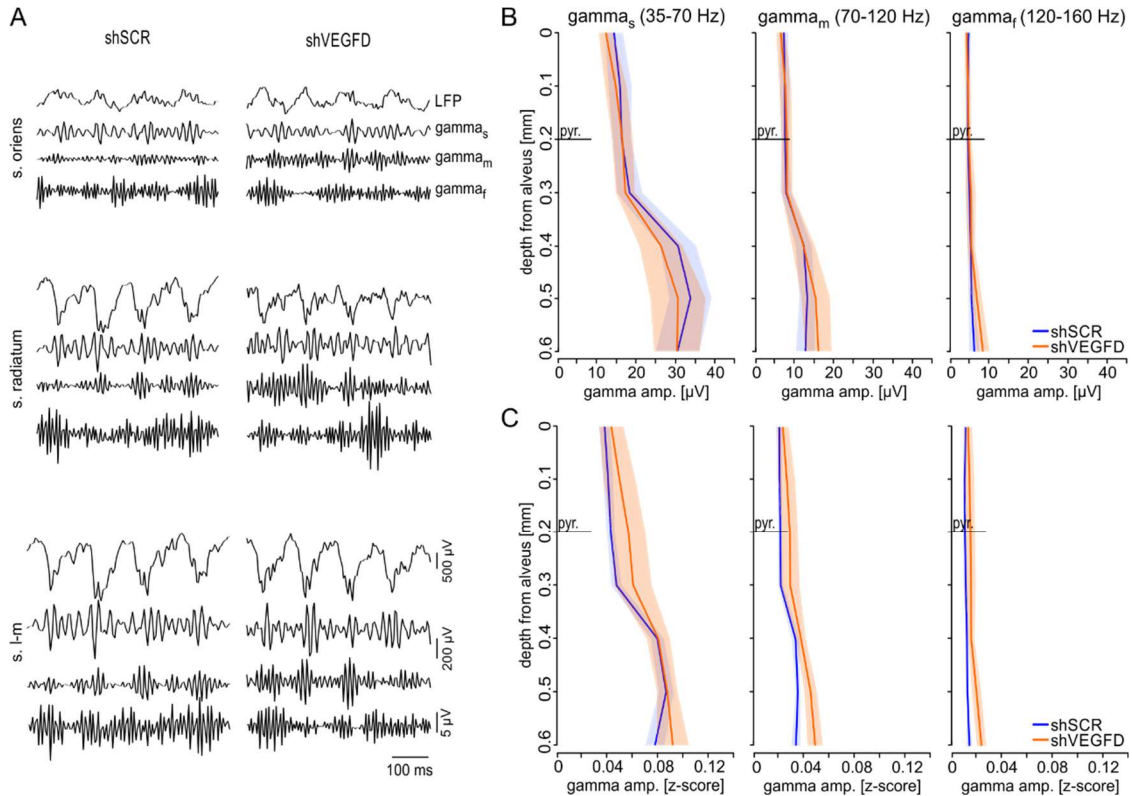 A
shSCR
shVEGFD
s. oriens
LFP
gammas
gammam
gammaf
s. radiatum
s. l-m
500 µV
200 µV
5 µV
100 ms
B
gammas (35-70 Hz)
gammam (70-120 Hz)
gammaf (120-160 Hz)
depth from alveus [mm]
0
0.1
0.2
0.3
0.4
0.5
0.6
pyr.
pyr.
pyr.
shSCR
shVEGFD
0 10 20 30 40
0 10 20 30 40
0 10 20 30 40
gamma amp. [µV]
gamma amp. [µV]
gamma amp. [µV]
C
depth from alveus [mm]
0
0.1
0.2
0.3
0.4
0.5
0.6
pyr.
pyr.
pyr.
shSCR
shVEGFD
0 0.04 0.08 0.12
0 0.04 0.08 0.12
0 0.04 0.08 0.12
gamma amp. [z-score]
gamma amp. [z-score]
gamma amp. [z-score]